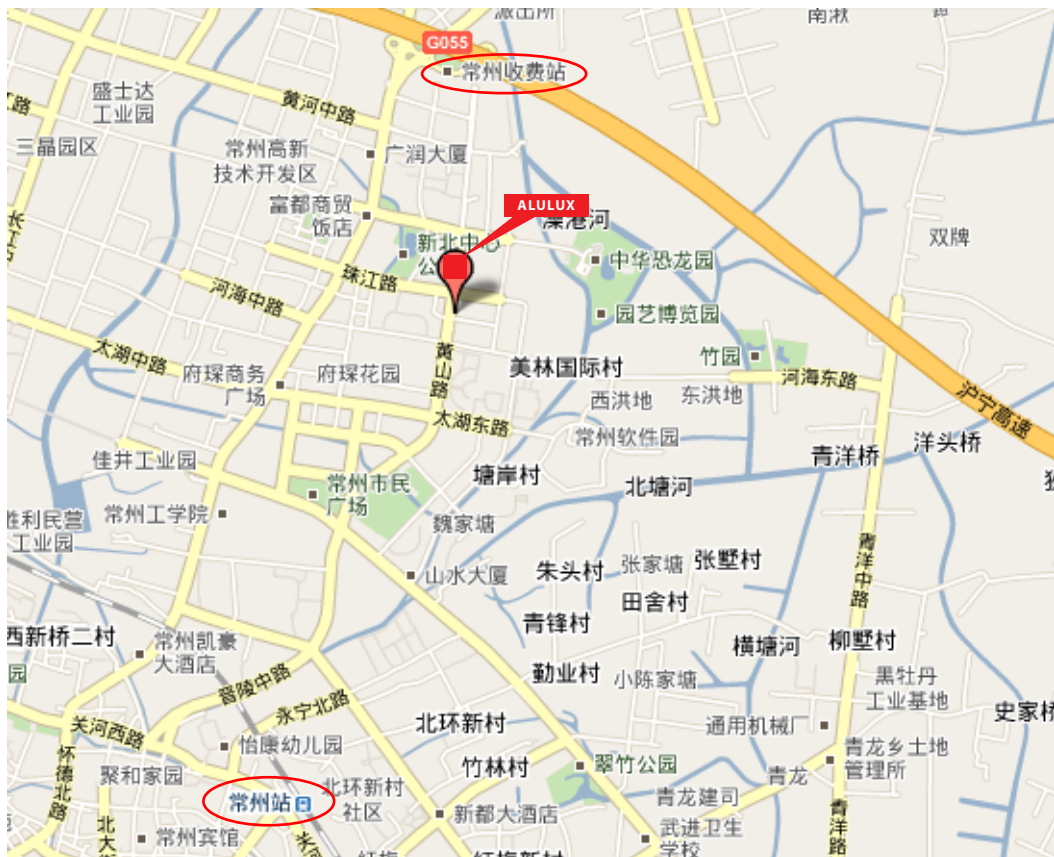 派出所
南湫
G055
常州收费站
盛士达
工业园
黄河中路
三晶园区
常州高新
技术开发区
广润大厦
富都商贸
饭店
ALULUX
藻港河
双牌
新北中心
中华恐龙园
珠江路
河海中路
园艺博览园
黄山路
太湖中路
竹园
府琛商务
广场
府琛花园
美林国际村
河海东路
西洪地
东洪地
沪宁高速
太湖东路
常州软件园
洋头桥
青洋桥
佳井工业园
塘岸村
常州市民
广场
北塘河
常州工学院
魏家塘
胜利民营
工业园
青洋中路
山水大厦
朱头村
张家塘
张墅村
田舍村
青锋村
西新桥二村
常州凯豪
大酒店
横塘河
柳墅村
园
勤业村
小陈家塘
晋陵中路
黑牡丹
工业基地
永宁北路
史家桥
关河西路
北环新村
通用机械厂
怡康幼儿园
怀德北路
聚和家园
竹林村
翠竹公园
青龙
青龙乡土地
管理所
常州站
北环新村
社区
青龙建司
新都大酒店
北大街
常州宾馆
武进卫生
学校
青洋路
红梅新村